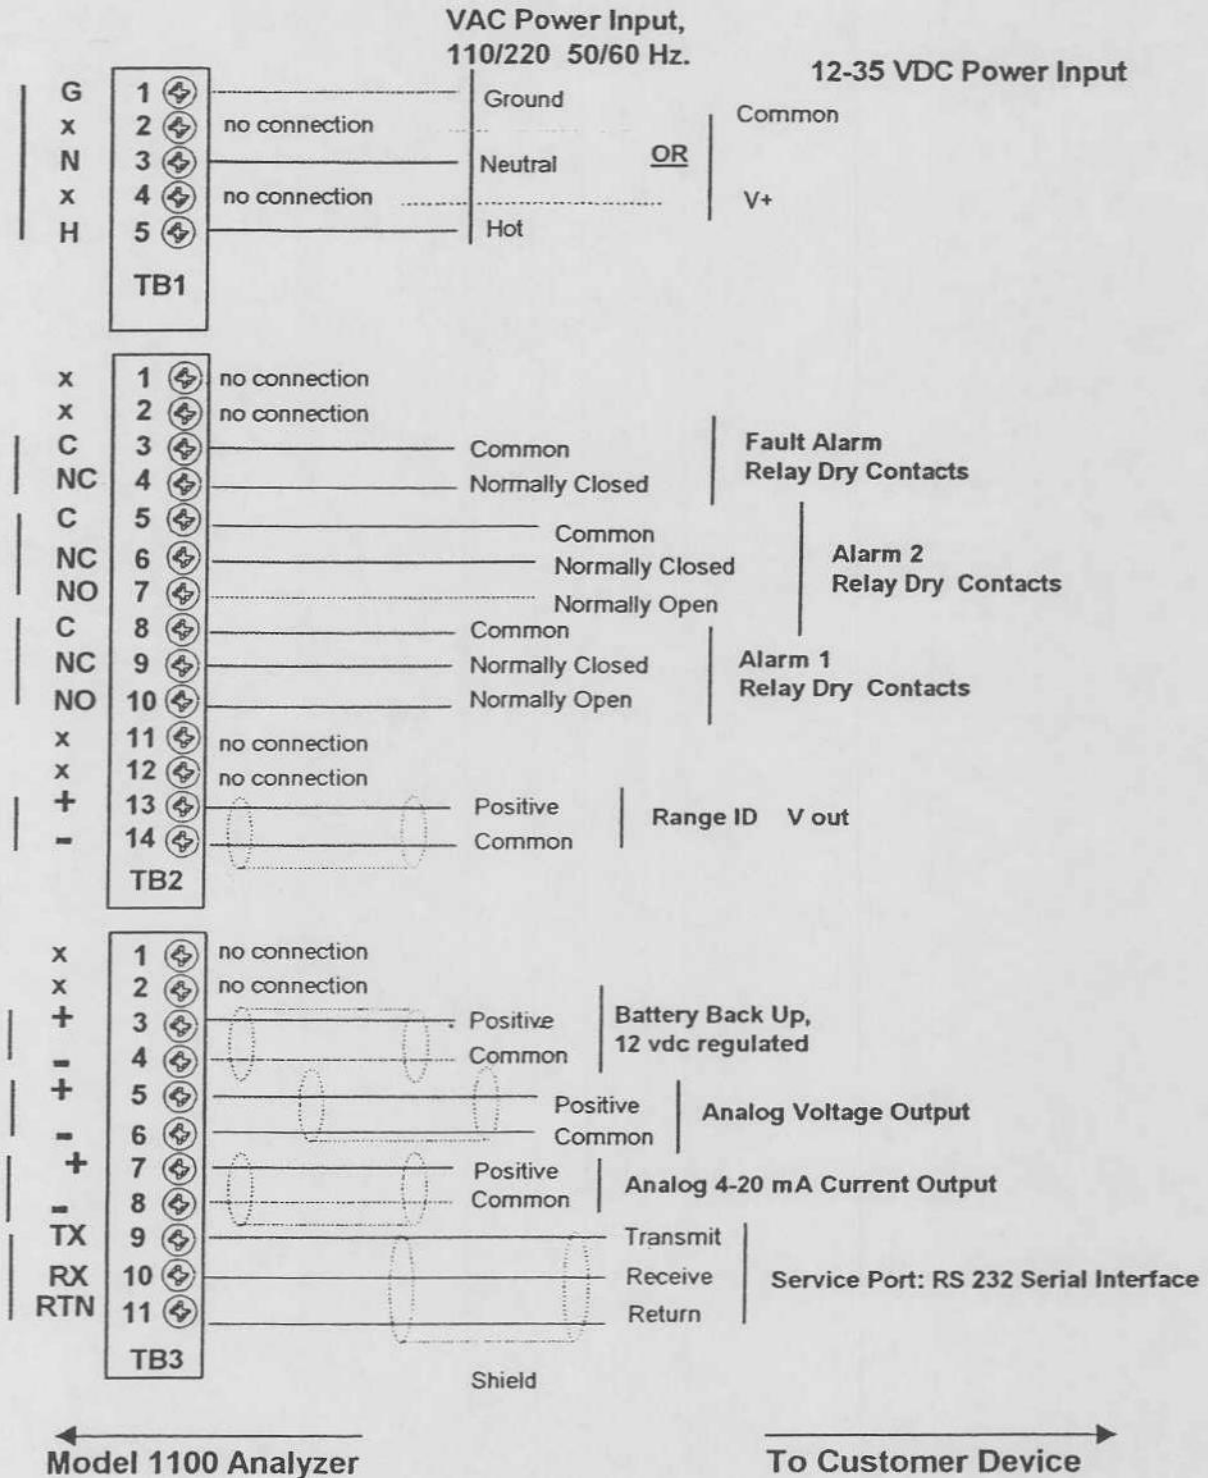 VAC Power Input,
110/220 50/60 Hz.
12-35 VDC Power Input
G 1 Ground
x 2 no connection Common
N 3 Neutral OR
x 4 no connection V+
H 5 Hot
TB1
x 1 no connection
x 2 no connection
C 3 Common Fault Alarm
NC 4 Normally Closed Relay Dry Contacts
C 5 Common
NC 6 Normally Closed Alarm 2
NO 7 Normally Open Relay Dry Contacts
C 8 Common
NC 9 Normally Closed Alarm 1
NO 10 Normally Open Relay Dry Contacts
x 11 no connection
x 12 no connection
+ 13 Positive Range ID V out
- 14 Common
TB2
x 1 no connection
x 2 no connection
+ 3 Positive Battery Back Up,
- 4 Common 12 vdc regulated
+ 5 Positive Analog Voltage Output
- 6 Common
+ 7 Positive Analog 4-20 mA Current Output
- 8 Common
TX 9 Transmit
RX 10 Receive Service Port: RS 232 Serial Interface
RTN 11 Return
TB3
Shield
Model 1100 Analyzer To Customer Device